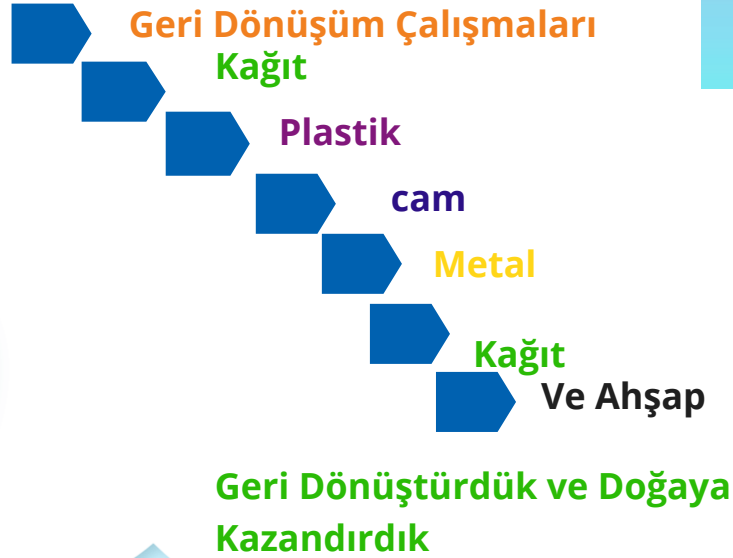 Geri Dönüşüm Çalışmaları
Kağıt
Plastik
cam
Metal
Kağıt
Ve Ahşap
Geri Dönüştürdük ve Doğaya
Kazandırdık